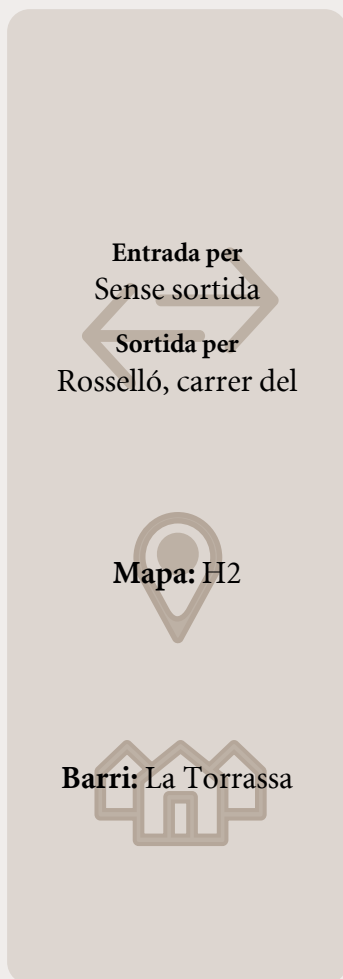 Entrada per
Sense sortida
Sortida per
Rosselló, carrer del
Mapa: H2
Barri: La Torrassa